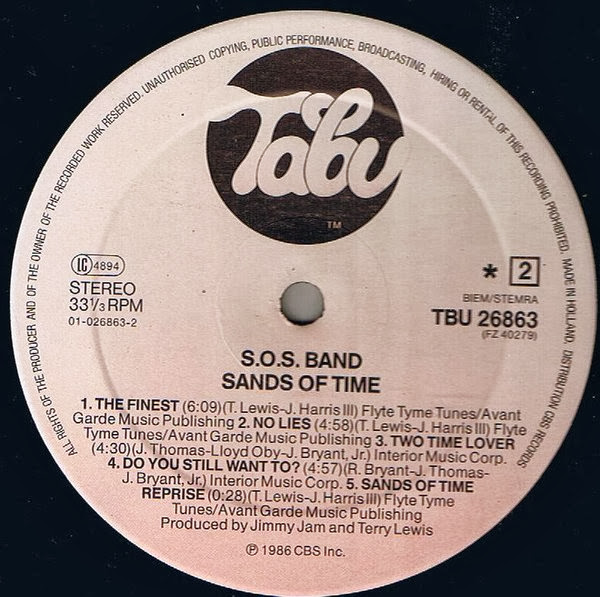 ALL RIGHTS OF THE PRODUCER AND OF THE OWNER OF THE RECORDED WORK RESERVED. UNAUTHORISED COPYING, PUBLIC PERFORMANCE, BROADCASTING, HIRING OR RENTAL OF THIS RECORDING PROHIBITED. MADE IN HOLLAND. DISTRIBUTION CBS RECORDS
Tabu
TM
LC 4894
STEREO
33⅓ RPM
01-026863-2
* 2
BIEM/STEMRA
TBU 26863
(FZ 40279)
S.O.S. BAND
SANDS OF TIME
1. THE FINEST (6:09)(T. Lewis-J. Harris III) Flyte Tyme Tunes/Avant
Garde Music Publishing 2. NO LIES (4:58)(T. Lewis-J. Harris III) Flyte
Tyme Tunes/Avant Garde Music Publishing 3. TWO TIME LOVER
(4:30)(J. Thomas-Lloyd Oby-J. Bryant, Jr.) Interior Music Corp.
4. DO YOU STILL WANT TO? (4:57)(R. Bryant-J. Thomas-
J. Bryant, Jr.) Interior Music Corp. 5. SANDS OF TIME
REPRISE (0:28)(T. Lewis-J. Harris III) Flyte Tyme
Tunes/Avant Garde Music Publishing
Produced by Jimmy Jam and Terry Lewis
℗ 1986 CBS Inc.